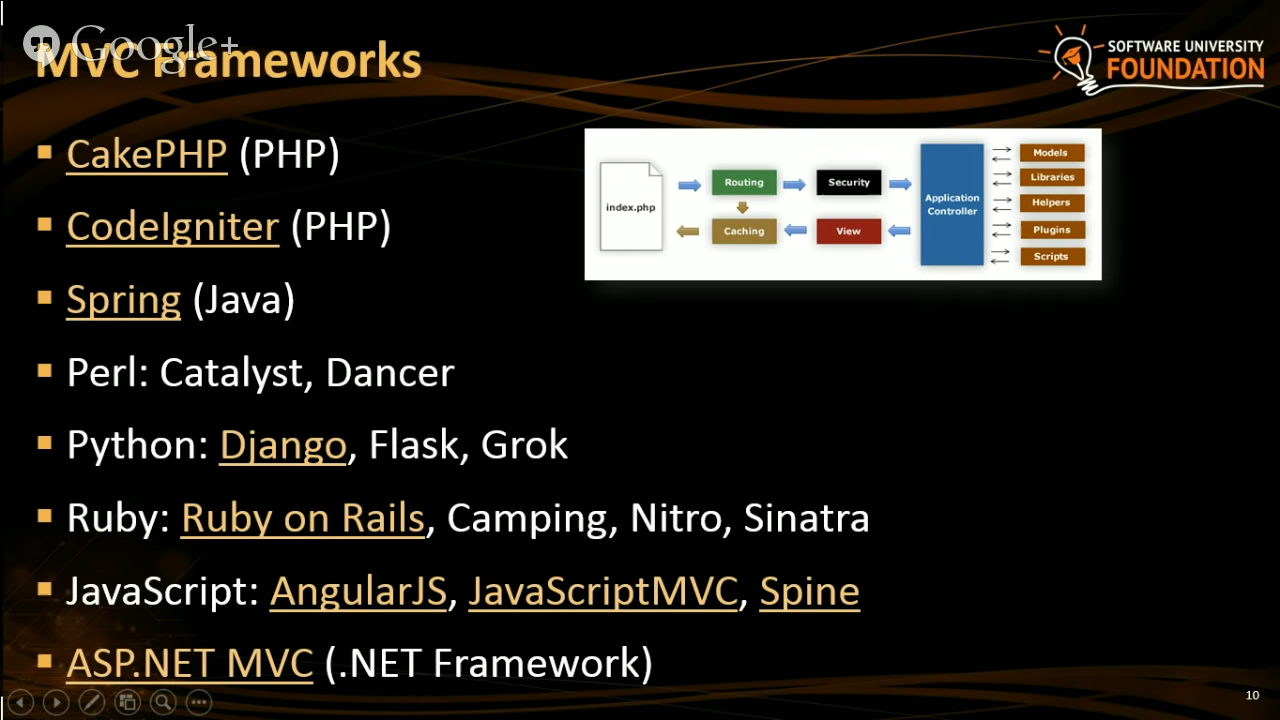 Google+
MVC Frameworks
SOFTWARE UNIVERSITY
FOUNDATION
CakePHP (PHP)
CodeIgniter (PHP)
Spring (Java)
Perl: Catalyst, Dancer
Python: Django, Flask, Grok
Ruby: Ruby on Rails, Camping, Nitro, Sinatra
JavaScript: AngularJS, JavaScriptMVC, Spine
ASP.NET MVC (.NET Framework)
index.php
Routing
Security
Caching
View
Application
Controller
Models
Libraries
Helpers
Plugins
Scripts
10